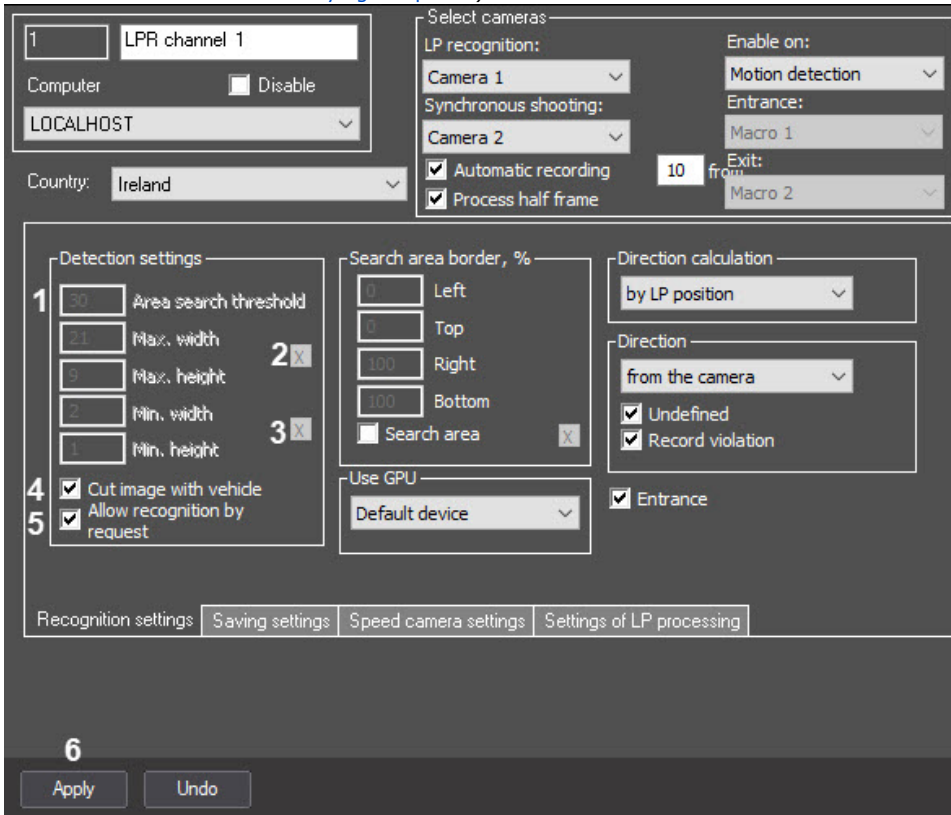 1 LPR channel 1
Computer Disable
LOCALHOST
Country: Ireland
Select cameras
LP recognition:
Camera 1
Synchronous shooting:
Camera 2
Automatic recording 10 from
Process half frame
Enable on:
Motion detection
Entrance:
Macro 1
Exit:
Macro 2
Detection settings
1 30 Area search threshold
21 Max. width
2 X
9 Max. height
2 Min. width
3 X
1 Min. height
4 Cut image with vehicle
5 Allow recognition by
request
Search area border, %
0 Left
0 Top
100 Right
100 Bottom
Search area X
Use GPU
Default device
Direction calculation
by LP position
Direction
from the camera
Undefined
Record violation
Entrance
Recognition settings Saving settings Speed camera settings Settings of LP processing
6
Apply Undo